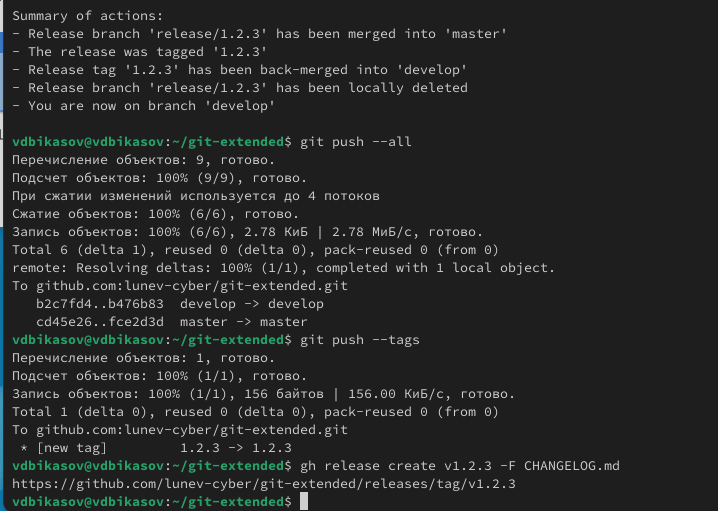 Summary of actions:
- Release branch 'release/1.2.3' has been merged into 'master'
- The release was tagged '1.2.3'
- Release tag '1.2.3' has been back-merged into 'develop'
- Release branch 'release/1.2.3' has been locally deleted
- You are now on branch 'develop'
vdbikasov@vdbikasov:~/git-extended$ git push --all
Перечисление объектов: 9, готово.
Подсчет объектов: 100% (9/9), готово.
При сжатии изменений используется до 4 потоков
Сжатие объектов: 100% (6/6), готово.
Запись объектов: 100% (6/6), 2.78 КиБ | 2.78 МиБ/с, готово.
Total 6 (delta 1), reused 0 (delta 0), pack-reused 0 (from 0)
remote: Resolving deltas: 100% (1/1), completed with 1 local object.
To github.com:lunev-cyber/git-extended.git
   b2c7fd4..b476b83  develop -> develop
   cd45e26..fce2d3d  master -> master
vdbikasov@vdbikasov:~/git-extended$ git push --tags
Перечисление объектов: 1, готово.
Подсчет объектов: 100% (1/1), готово.
Запись объектов: 100% (1/1), 156 байтов | 156.00 КиБ/с, готово.
Total 1 (delta 0), reused 0 (delta 0), pack-reused 0 (from 0)
To github.com:lunev-cyber/git-extended.git
 * [new tag]         1.2.3 -> 1.2.3
vdbikasov@vdbikasov:~/git-extended$ gh release create v1.2.3 -F CHANGELOG.md
https://github.com/lunev-cyber/git-extended/releases/tag/v1.2.3
vdbikasov@vdbikasov:~/git-extended$